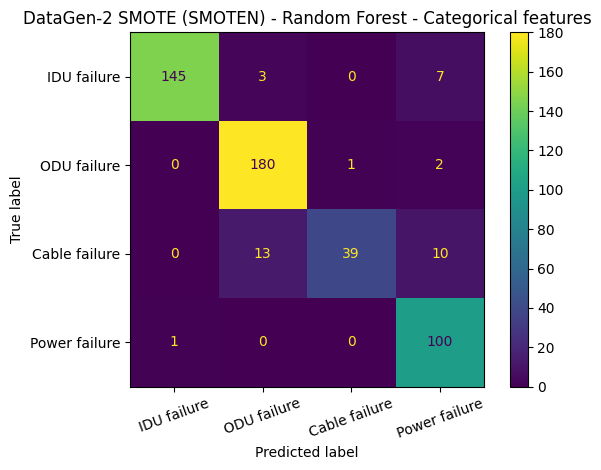 DataGen-2 SMOTE (SMOTEN) - Random Forest - Categorical features
IDU failure 145 3 0 7
ODU failure 0 180 1 2
Cable failure 0 13 39 10
Power failure 1 0 0 100
IDU failure ODU failure Cable failure Power failure
Predicted label
True label
180
160
140
120
100
80
60
40
20
0